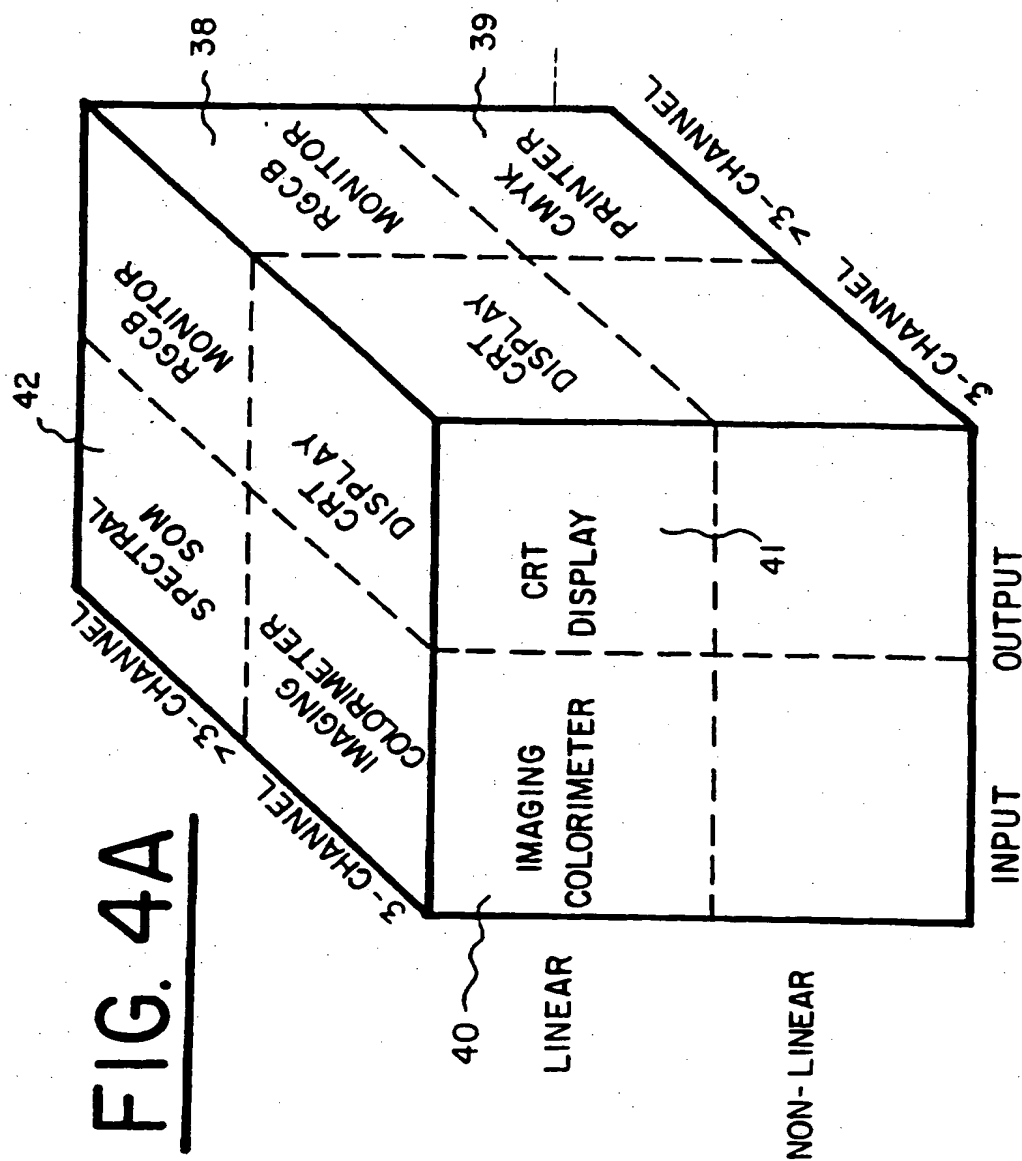 FIG. 4A
42
38
39
40
41
>3-CHANNEL
3-CHANNEL
SPECTRAL
SOM
RGCB
MONITOR
IMAGING
COLORIMETER
CRT
DISPLAY
RGCB
MONITOR
CMYK
PRINTER
CRT
DISPLAY
>3-CHANNEL
3-CHANNEL
LINEAR
IMAGING
COLORIMETER
CRT
DISPLAY
NON-LINEAR
INPUT
OUTPUT